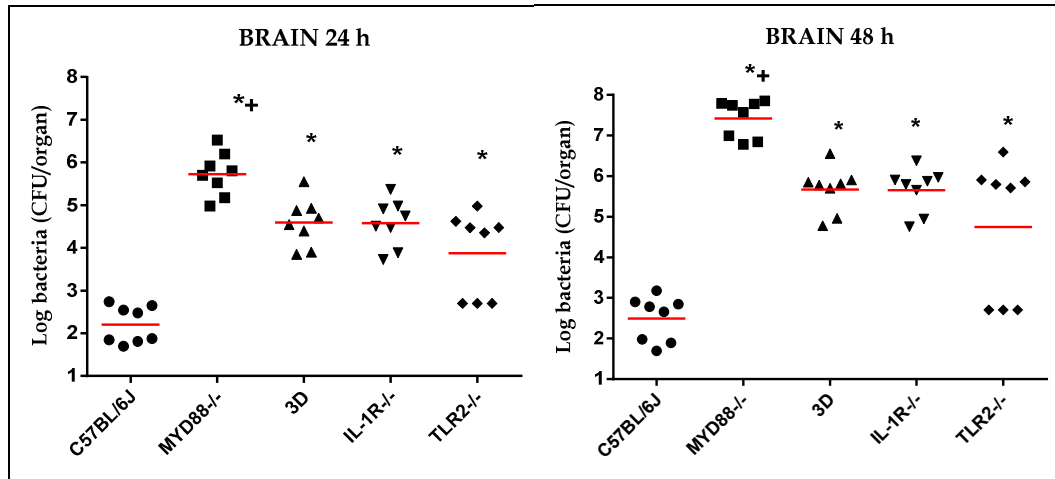 BRAIN 24 h
Log bacteria (CFU/organ)
8
7
6
5
4
3
2
1
*+
*
*
*
C57BL/6J
MYD88-/-
3D
IL-1R-/-
TLR2-/-
BRAIN 48 h
Log bacteria (CFU/organ)
8
7
6
5
4
3
2
1
*+
*
*
*
C57BL/6J
MYD88-/-
3D
IL-1R-/-
TLR2-/-